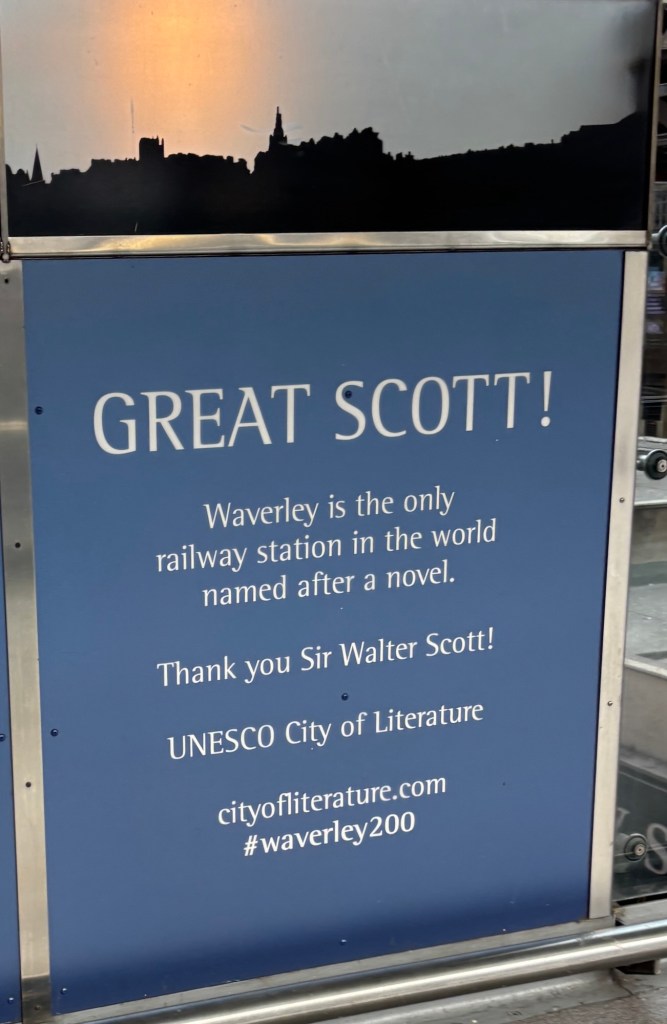 GREAT SCOTT!
Waverley is the only
railway station in the world
named after a novel.
Thank you Sir Walter Scott!
UNESCO City of Literature
cityofliterature.com
#waverley200